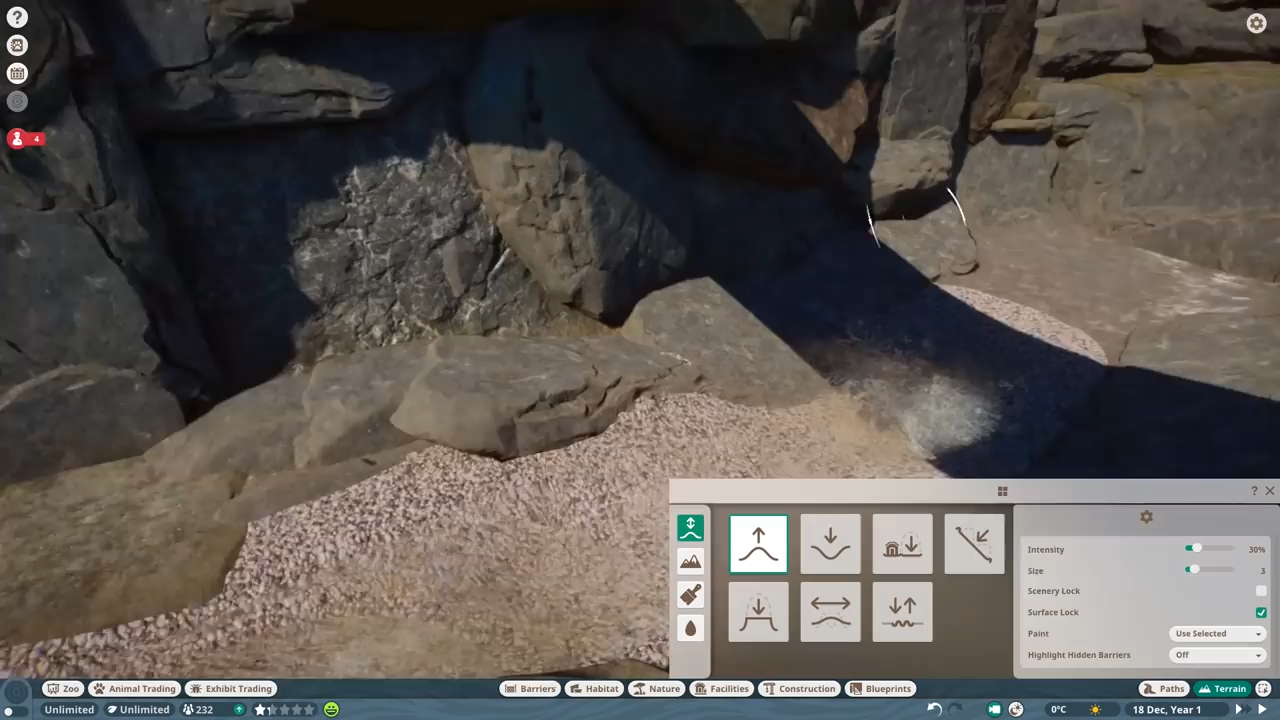 ?
4
?
Intensity 30%
Size 3
Scenery Lock
Surface Lock
Paint Use Selected
Highlight Hidden Barriers Off
Zoo Animal Trading Exhibit Trading Barriers Habitat Nature Facilities Construction Blueprints Paths Terrain
Unlimited Unlimited 232 0°C 18 Dec, Year 1